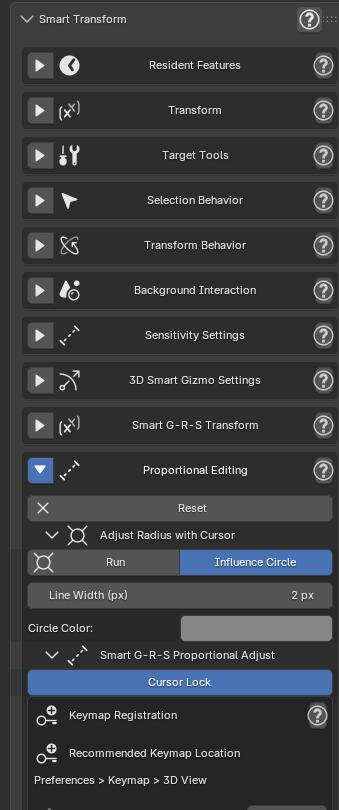 Smart Transform
Resident Features
Transform
Target Tools
Selection Behavior
Transform Behavior
Background Interaction
Sensitivity Settings
3D Smart Gizmo Settings
Smart G-R-S Transform
Proportional Editing
Reset
Adjust Radius with Cursor
Run Influence Circle
Line Width (px) 2 px
Circle Color:
Smart G-R-S Proportional Adjust
Cursor Lock
Keymap Registration
Recommended Keymap Location
Preferences > Keymap > 3D View